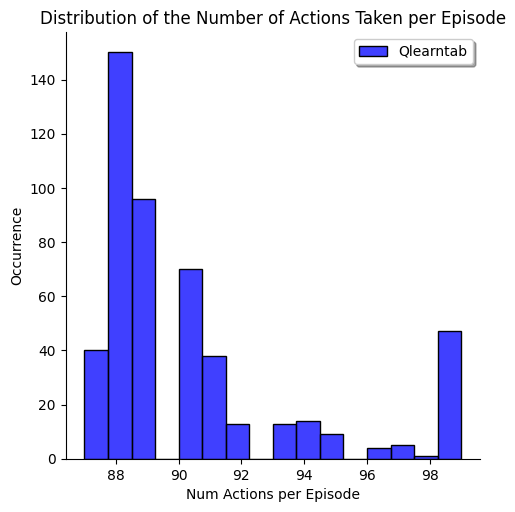 Distribution of the Number of Actions Taken per Episode
Qlearntab
Occurrence
140
120
100
80
60
40
20
0
88 90 92 94 96 98
Num Actions per Episode